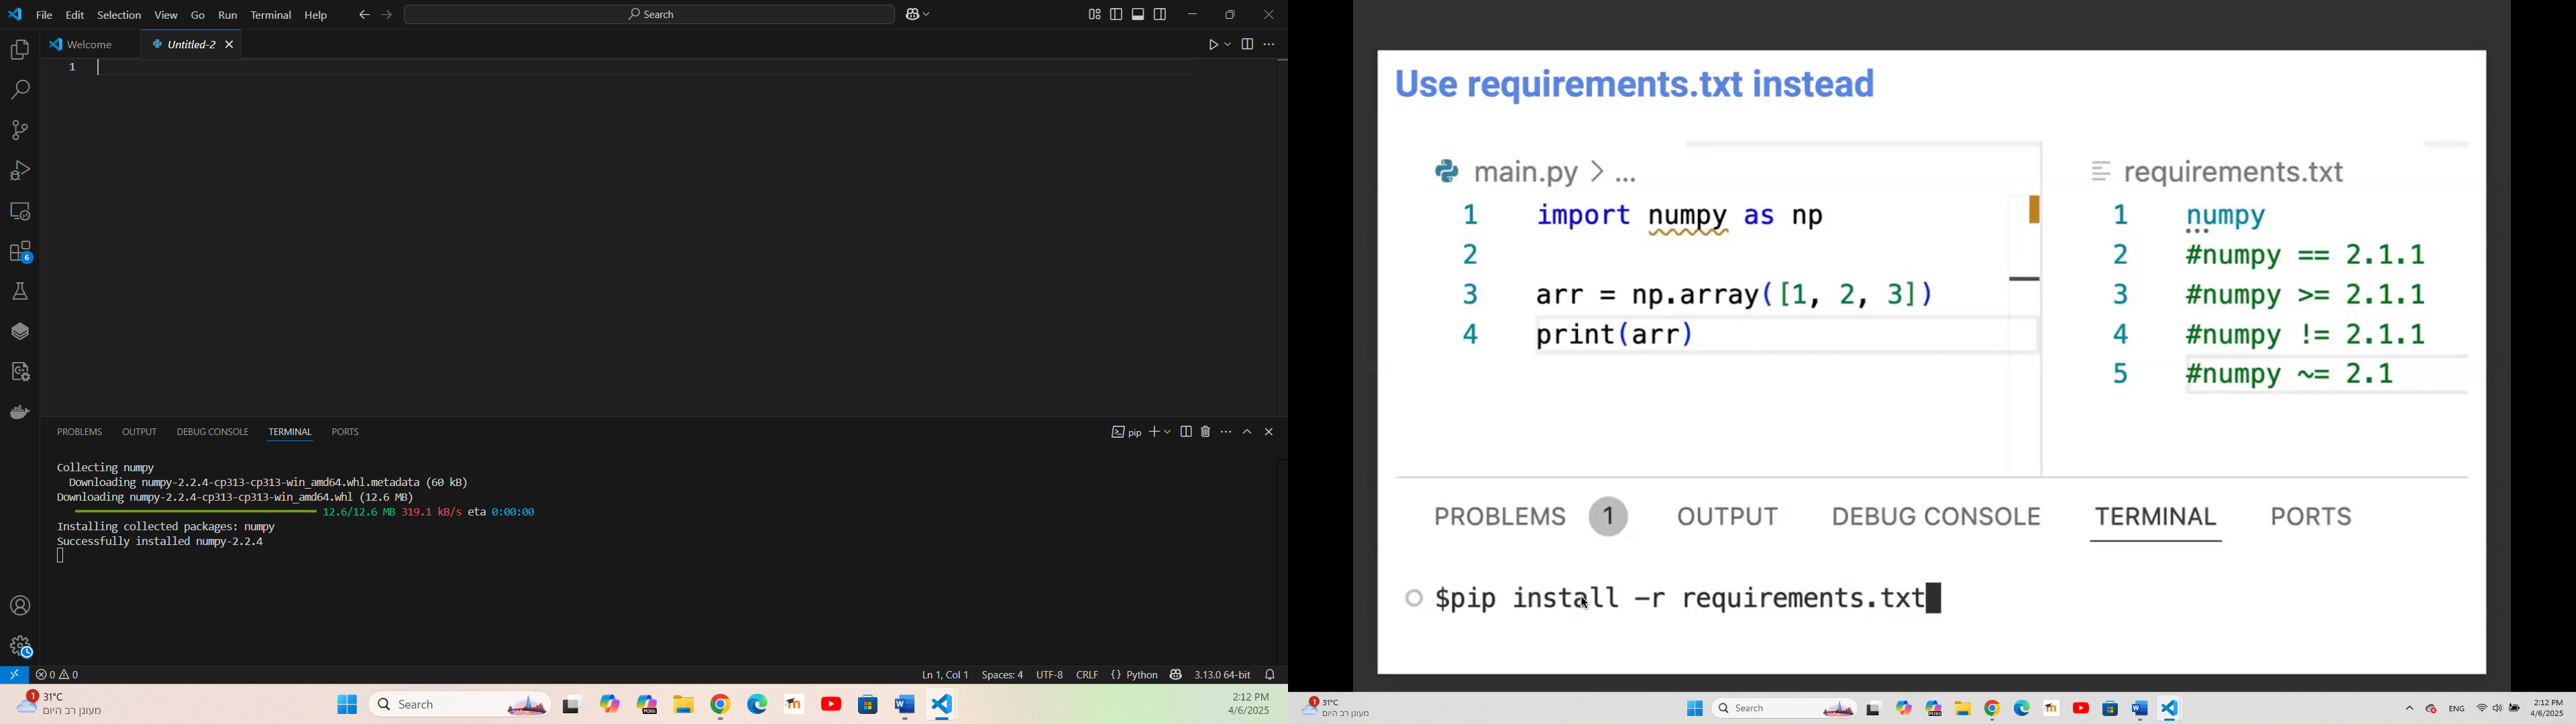 File Edit Selection View Go Run Terminal Help
Search
Welcome
Untitled-2
1
PROBLEMS OUTPUT DEBUG CONSOLE TERMINAL PORTS
pip
Collecting numpy
Downloading numpy-2.2.4-cp313-cp313-win_amd64.whl.metadata (60 kB)
Downloading numpy-2.2.4-cp313-cp313-win_amd64.whl (12.6 MB)
12.6/12.6 MB 319.1 kB/s eta 0:00:00
Installing collected packages: numpy
Successfully installed numpy-2.2.4
6
0 0
Ln 1, Col 1 Spaces: 4 UTF-8 CRLF {} Python 3.13.0 64-bit
1
31°C
מעונן רב היום
Search
M365
2:12 PM
4/6/2025
Use requirements.txt instead
main.py > ...
1 import numpy as np
2
3 arr = np.array([1, 2, 3])
4 print(arr)
requirements.txt
1 numpy
2 #numpy == 2.1.1
3 #numpy >= 2.1.1
4 #numpy != 2.1.1
5 #numpy ~= 2.1
PROBLEMS 1 OUTPUT DEBUG CONSOLE TERMINAL PORTS
$pip install -r requirements.txt
1
31°C
מעונן רב היום
Search
M365
ENG
2:12 PM
4/6/2025